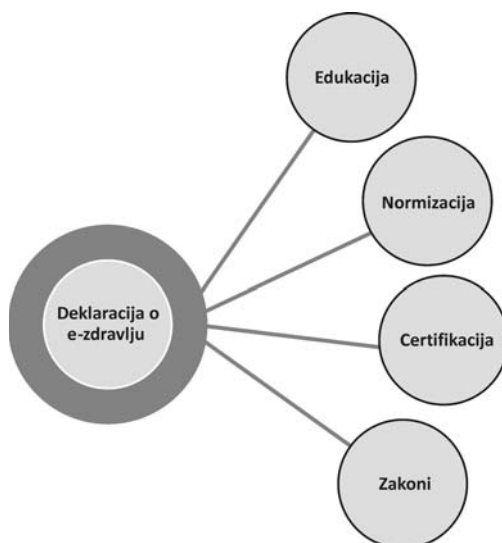 Edukacija
Normizacija
Deklaracija o
e-zdravlju
Certifikacija
Zakoni